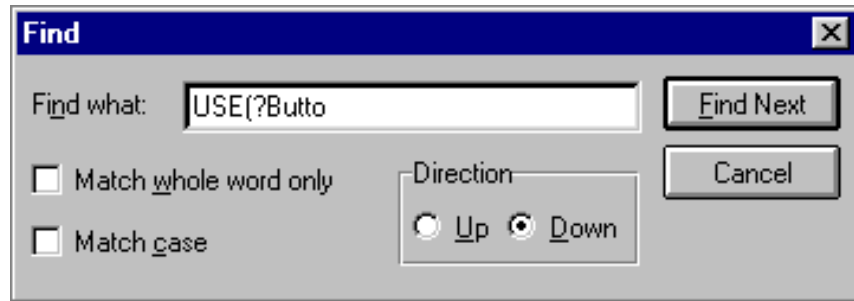 Find
Find what: USE(?Butto
Find Next
Match whole word only
Direction
Cancel
Up Down
Match case